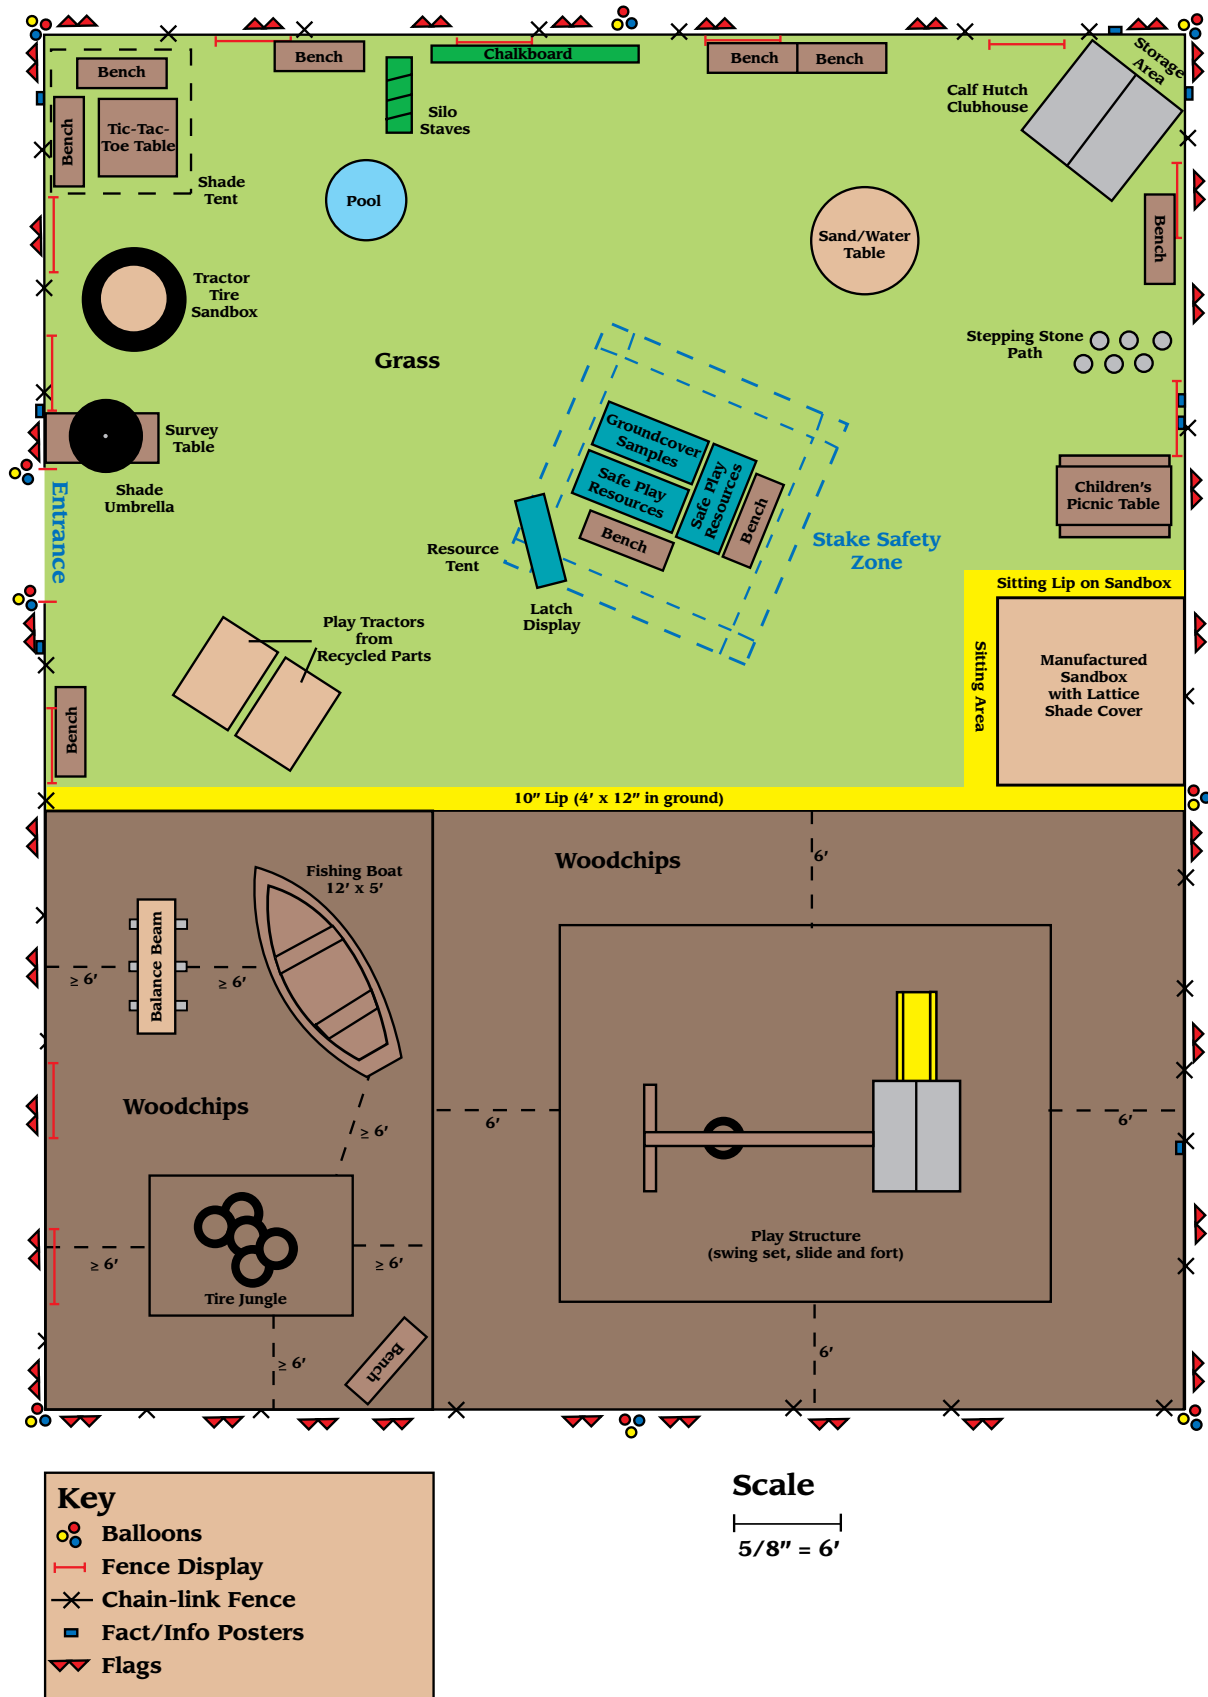 Storage
Area
Bench
Bench
Chalkboard
Bench
Bench
Calf Hutch
Clubhouse
Bench
Tic-Tac-
Toe Table
Silo
Staves
Shade
Tent
Pool
Sand/Water
Table
Bench
Tractor
Tire
Sandbox
Stepping Stone
Path
Grass
Survey
Table
Shade
Umbrella
Groundcover
Samples
Safe Play
Resources
Safe Play
Resources
Bench
Bench
Children's
Picnic Table
Entrance
Resource
Tent
Stake Safety
Zone
Latch
Display
Sitting Lip on Sandbox
Play Tractors
from
Recycled Parts
Sitting Area
Manufactured
Sandbox
with Lattice
Shade Cover
Bench
10" Lip (4' x 12" in ground)
Woodchips
6'
Fishing Boat
12' x 5'
Balance Beam
≥ 6'
≥ 6'
Woodchips
≥ 6'
6'
6'
Play Structure
(swing set, slide and fort)
≥ 6'
≥ 6'
Tire Jungle
≥ 6'
Bench
6'
Key
Balloons
Fence Display
Chain-link Fence
Fact/Info Posters
Flags
Scale
5/8" = 6'